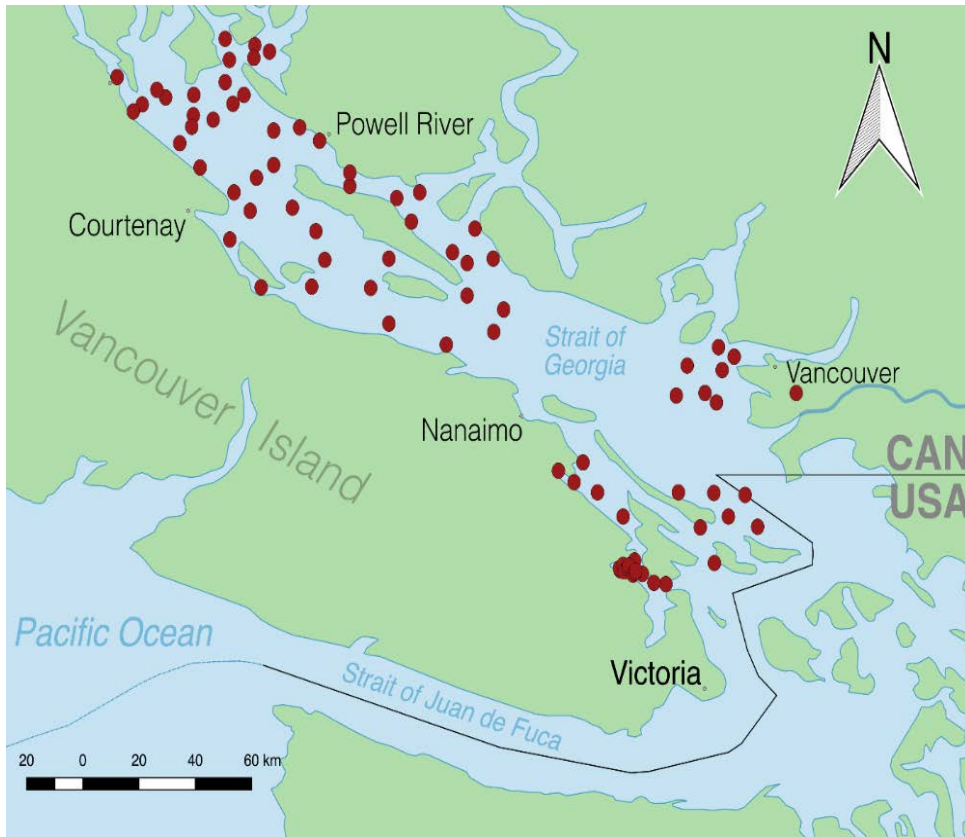 N
Powell River
Courtenay
Vancouver Island
Strait of
Georgia
Vancouver
Nanaimo
CAN
USA
Pacific Ocean
Victoria
Strait of Juan de Fuca
20 0 20 40 60 km